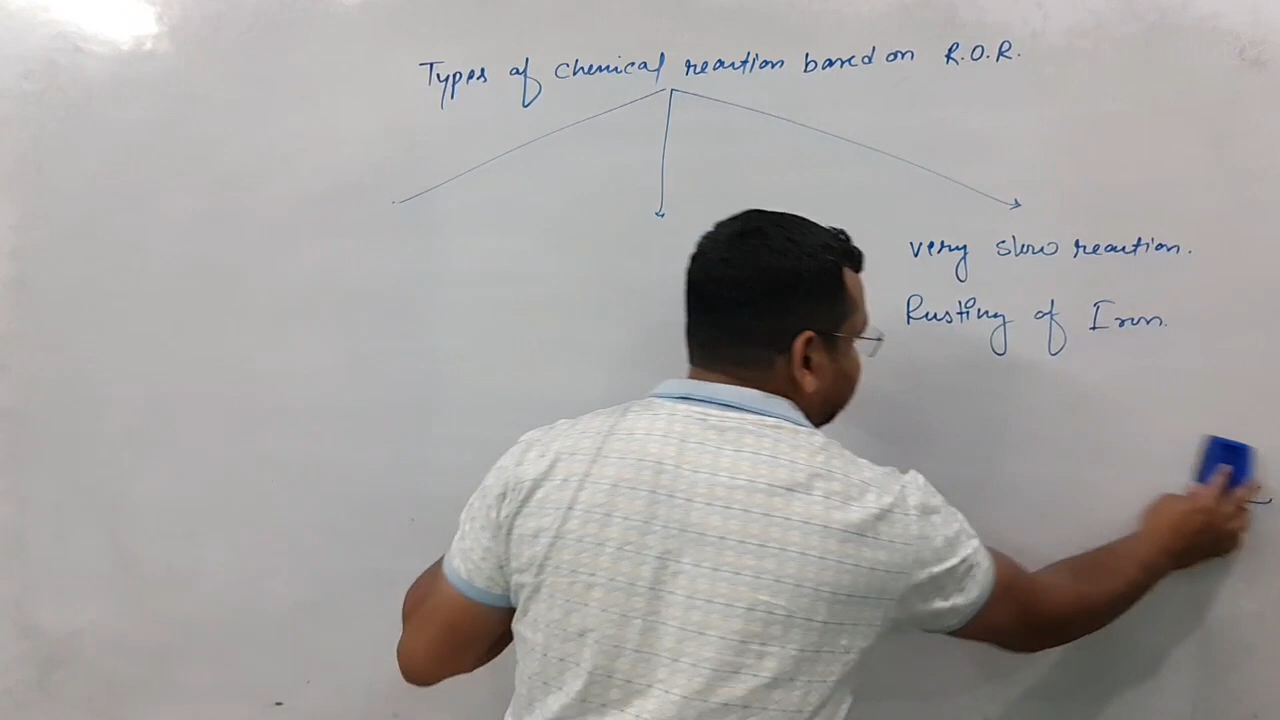 Types of chemical reaction based on R.O.R.
very slow reaction.
Rusting of Iron.